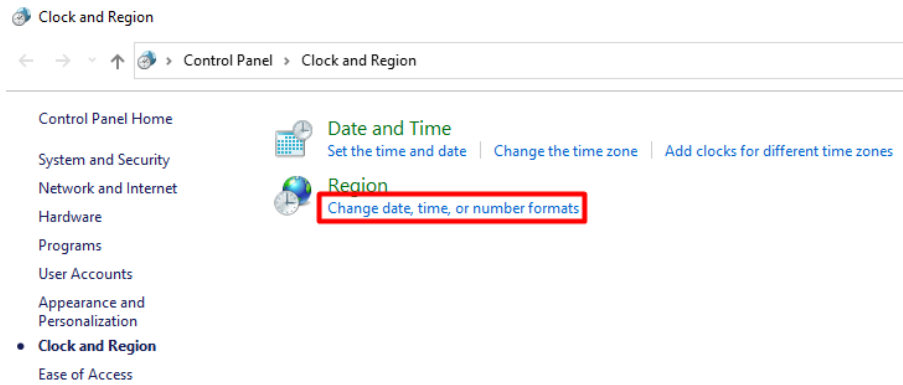 Clock and Region
Control Panel > Clock and Region
Control Panel Home
System and Security
Network and Internet
Hardware
Programs
User Accounts
Appearance and
Personalization
Clock and Region
Ease of Access
Date and Time
Set the time and date | Change the time zone | Add clocks for different time zones
Region
Change date, time, or number formats